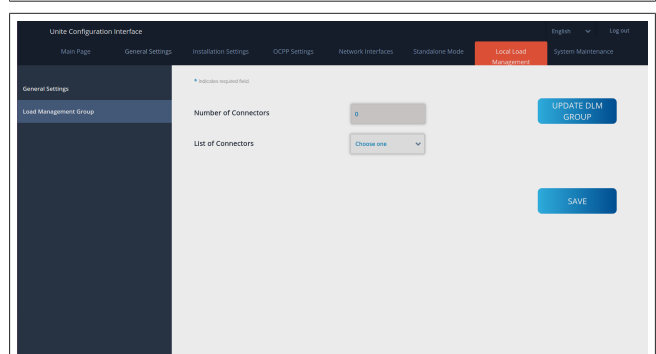 Unite Configuration Interface
English
Log out
Main Page General Settings Installation Settings OCPP Settings Network Interfaces Standalone Mode Local Load Management System Maintenance
* Indicates required field.
General Settings
Load Management Group
Number of Connectors
0
UPDATE DLM
GROUP
List of Connectors
Choose one
SAVE